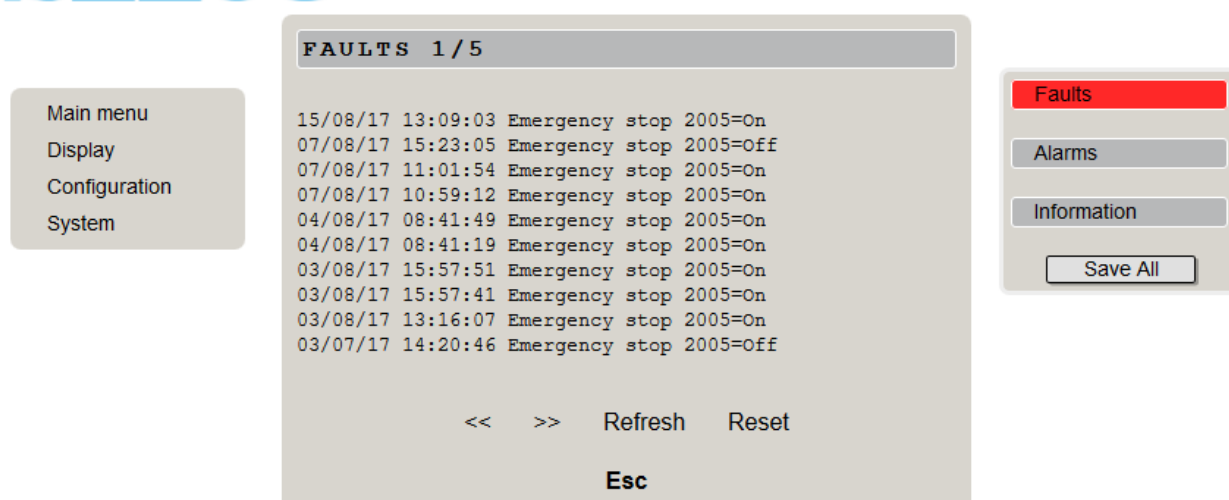 FAULTS 1/5
Main menu
Display
Configuration
System
15/08/17 13:09:03 Emergency stop 2005=On
07/08/17 15:23:05 Emergency stop 2005=Off
07/08/17 11:01:54 Emergency stop 2005=On
07/08/17 10:59:12 Emergency stop 2005=On
04/08/17 08:41:49 Emergency stop 2005=On
04/08/17 08:41:19 Emergency stop 2005=On
03/08/17 15:57:51 Emergency stop 2005=On
03/08/17 15:57:41 Emergency stop 2005=On
03/08/17 13:16:07 Emergency stop 2005=On
03/07/17 14:20:46 Emergency stop 2005=Off
<< >> Refresh Reset
Esc
Faults
Alarms
Information
Save All